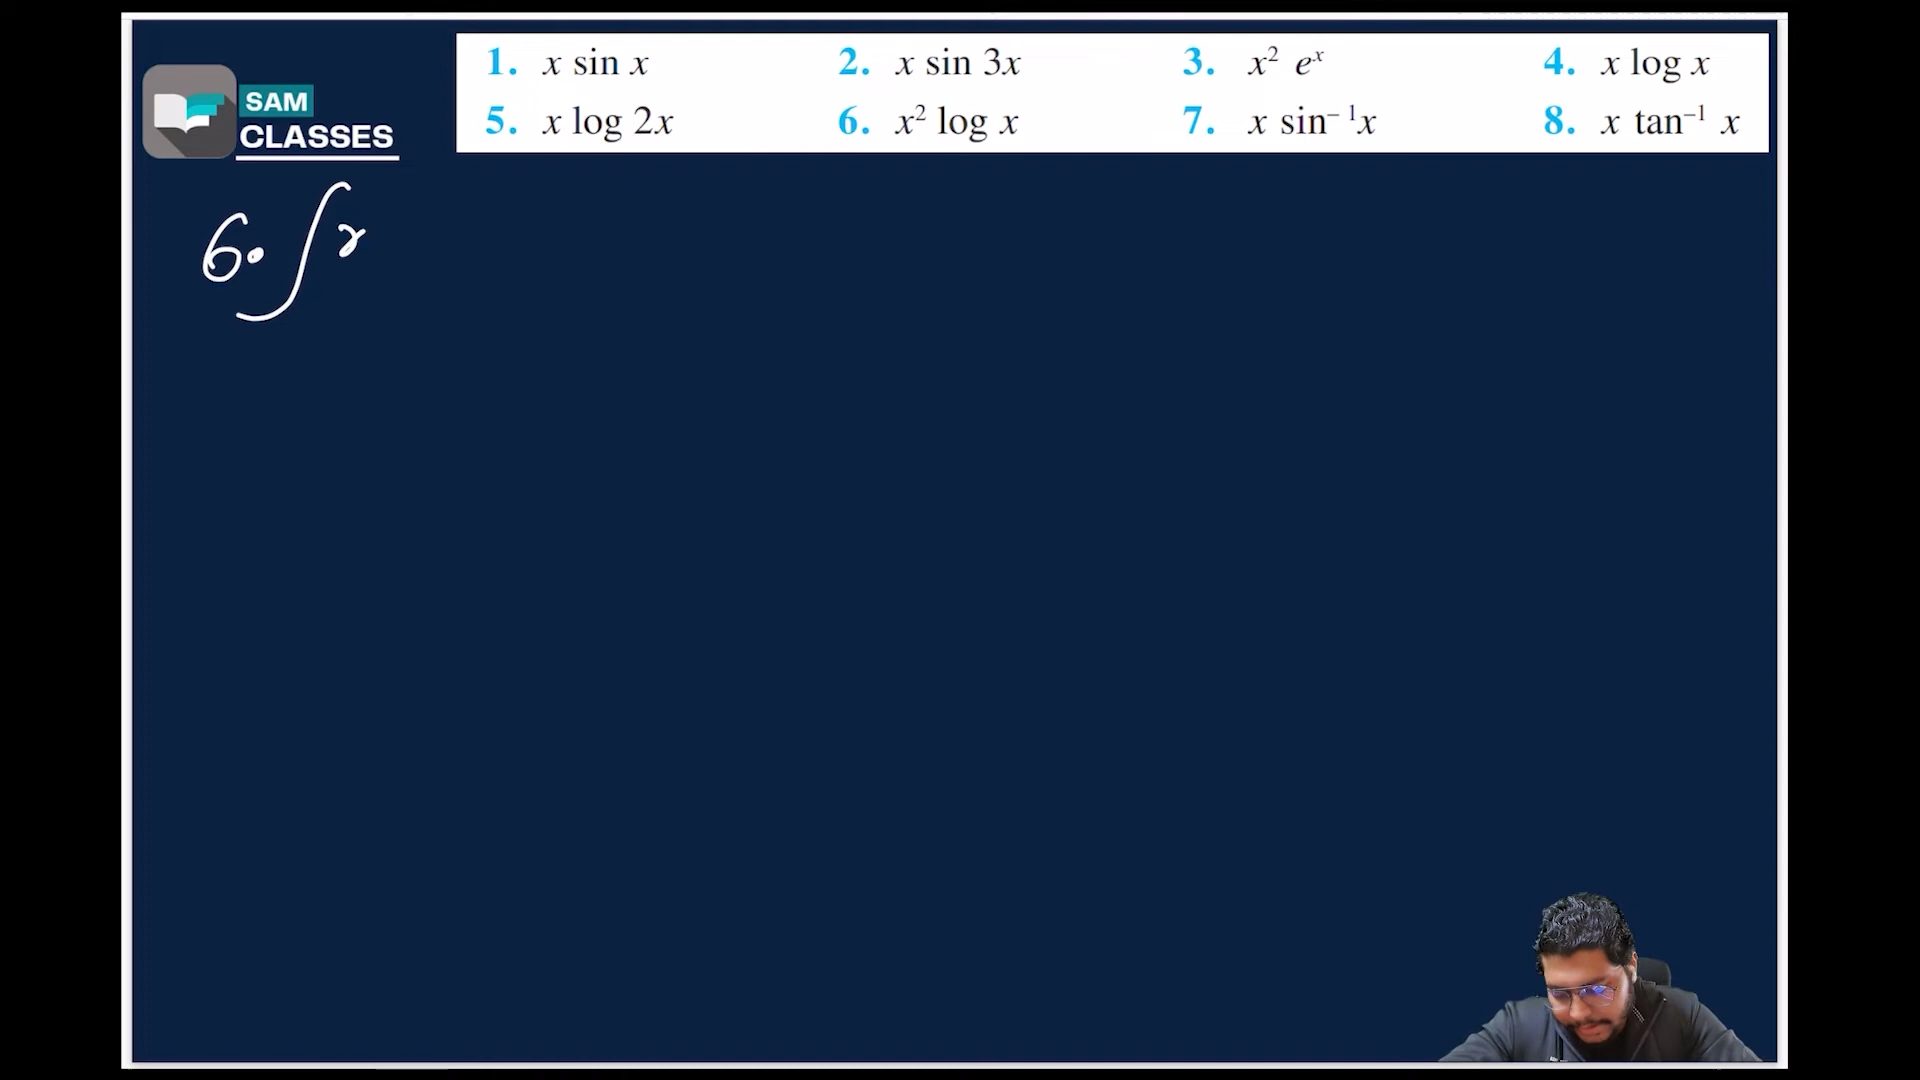 SAM
CLASSES
1. x sin x 2. x sin 3x 3. x² eˣ 4. x log x
5. x log 2x 6. x² log x 7. x sin⁻¹x 8. x tan⁻¹ x
6. ∫x